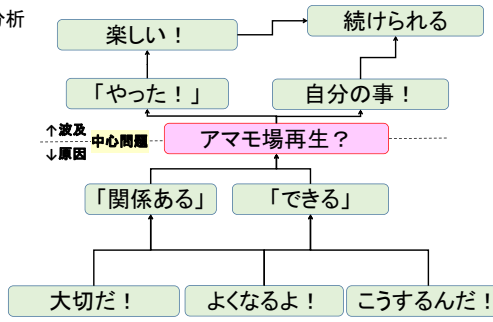 分析
続けられる
楽しい！
「やった！」
自分の事！
↑波及
中心問題
アマモ場再生？
↓原因
「関係ある」
「できる」
大切だ！
よくなるよ！
こうするんだ！